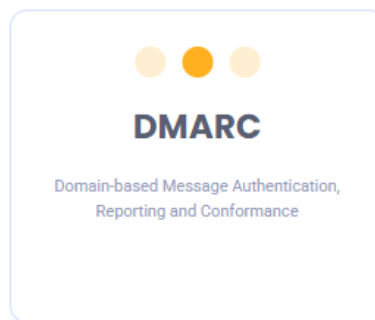 DMARC
Domain-based Message Authentication,
Reporting and Conformance